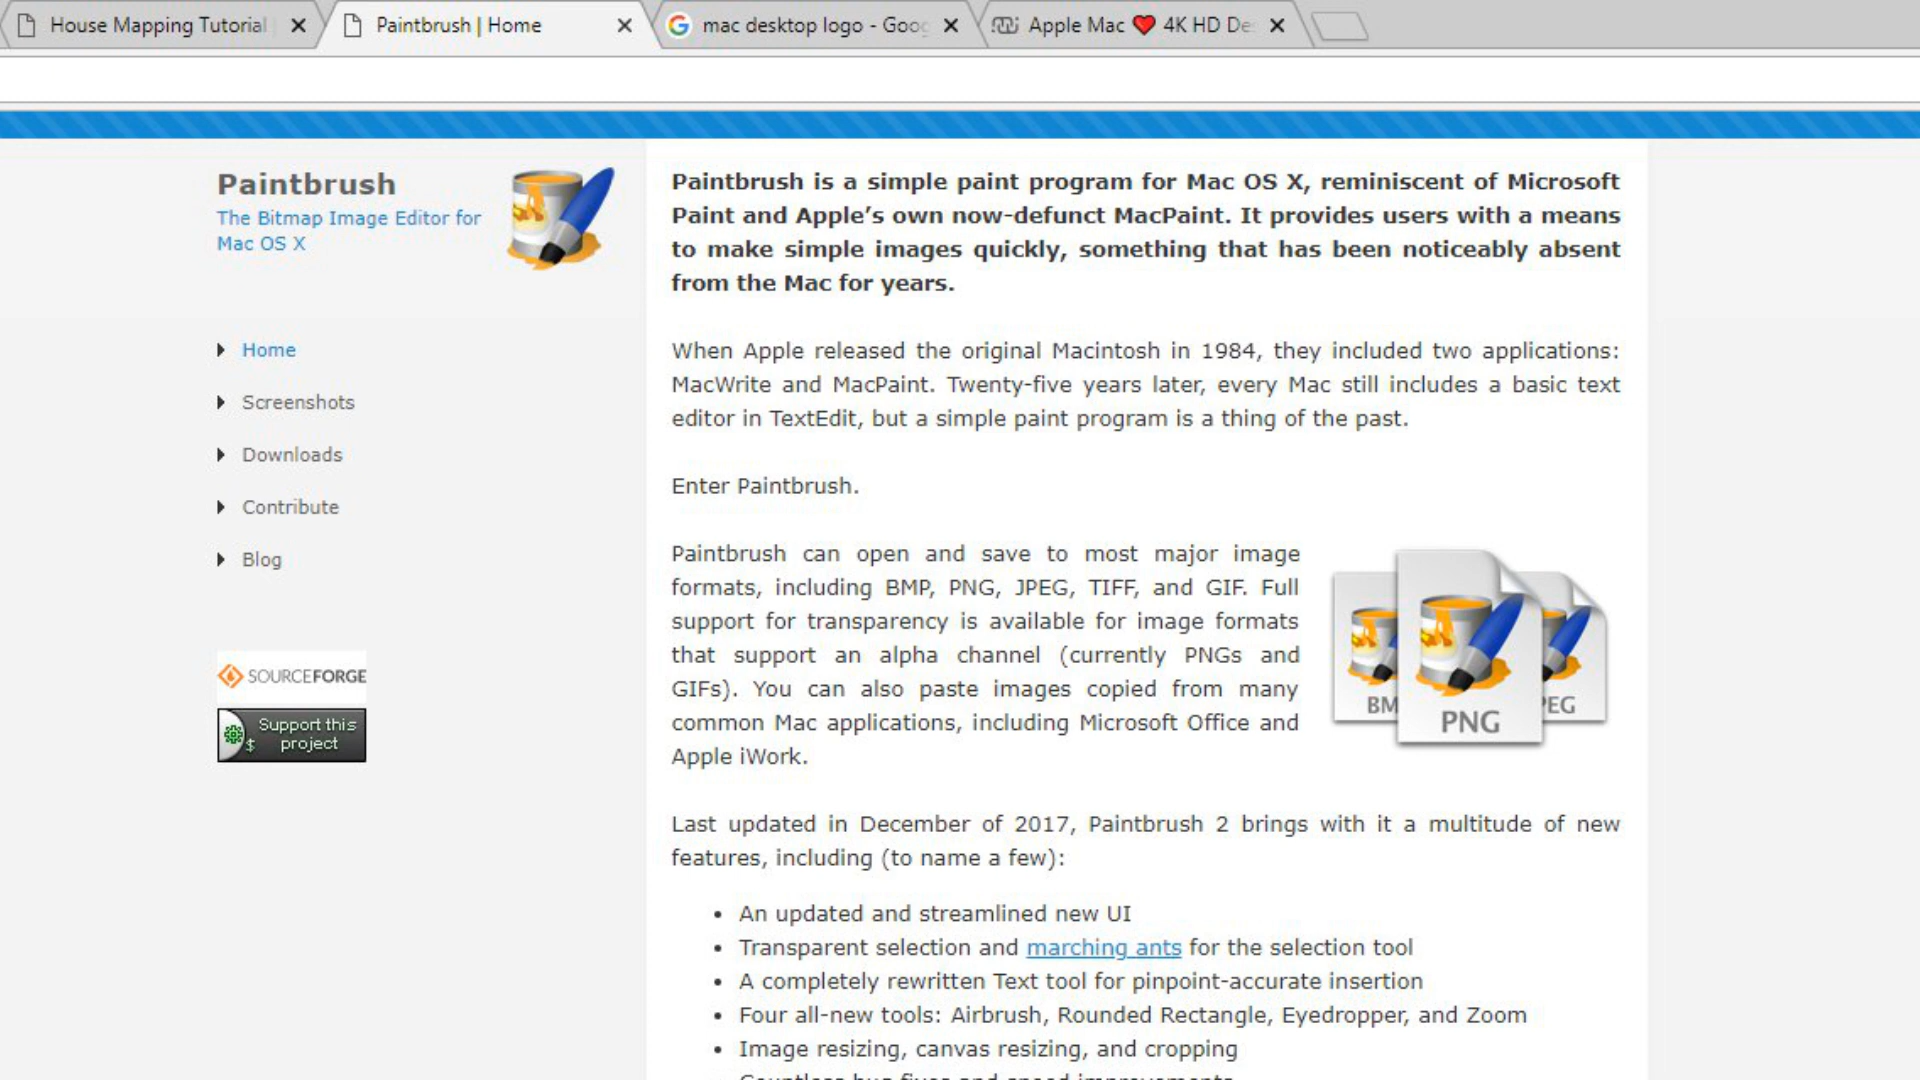 House Mapping Tutorial
Paintbrush | Home
mac desktop logo - Goog
Apple Mac ❤ 4K HD De
Paintbrush
The Bitmap Image Editor for
Mac OS X
Home
Screenshots
Downloads
Contribute
Blog
SOURCEFORGE
Support this
$ project
Paintbrush is a simple paint program for Mac OS X, reminiscent of Microsoft
Paint and Apple’s own now-defunct MacPaint. It provides users with a means
to make simple images quickly, something that has been noticeably absent
from the Mac for years.
When Apple released the original Macintosh in 1984, they included two applications:
MacWrite and MacPaint. Twenty-five years later, every Mac still includes a basic text
editor in TextEdit, but a simple paint program is a thing of the past.
Enter Paintbrush.
Paintbrush can open and save to most major image
formats, including BMP, PNG, JPEG, TIFF, and GIF. Full
support for transparency is available for image formats
that support an alpha channel (currently PNGs and
GIFs). You can also paste images copied from many
common Mac applications, including Microsoft Office and
Apple iWork.
BM
PNG
PEG
Last updated in December of 2017, Paintbrush 2 brings with it a multitude of new
features, including (to name a few):
• An updated and streamlined new UI
• Transparent selection and marching ants for the selection tool
• A completely rewritten Text tool for pinpoint-accurate insertion
• Four all-new tools: Airbrush, Rounded Rectangle, Eyedropper, and Zoom
• Image resizing, canvas resizing, and cropping
Countless bug fixes and speed improvements